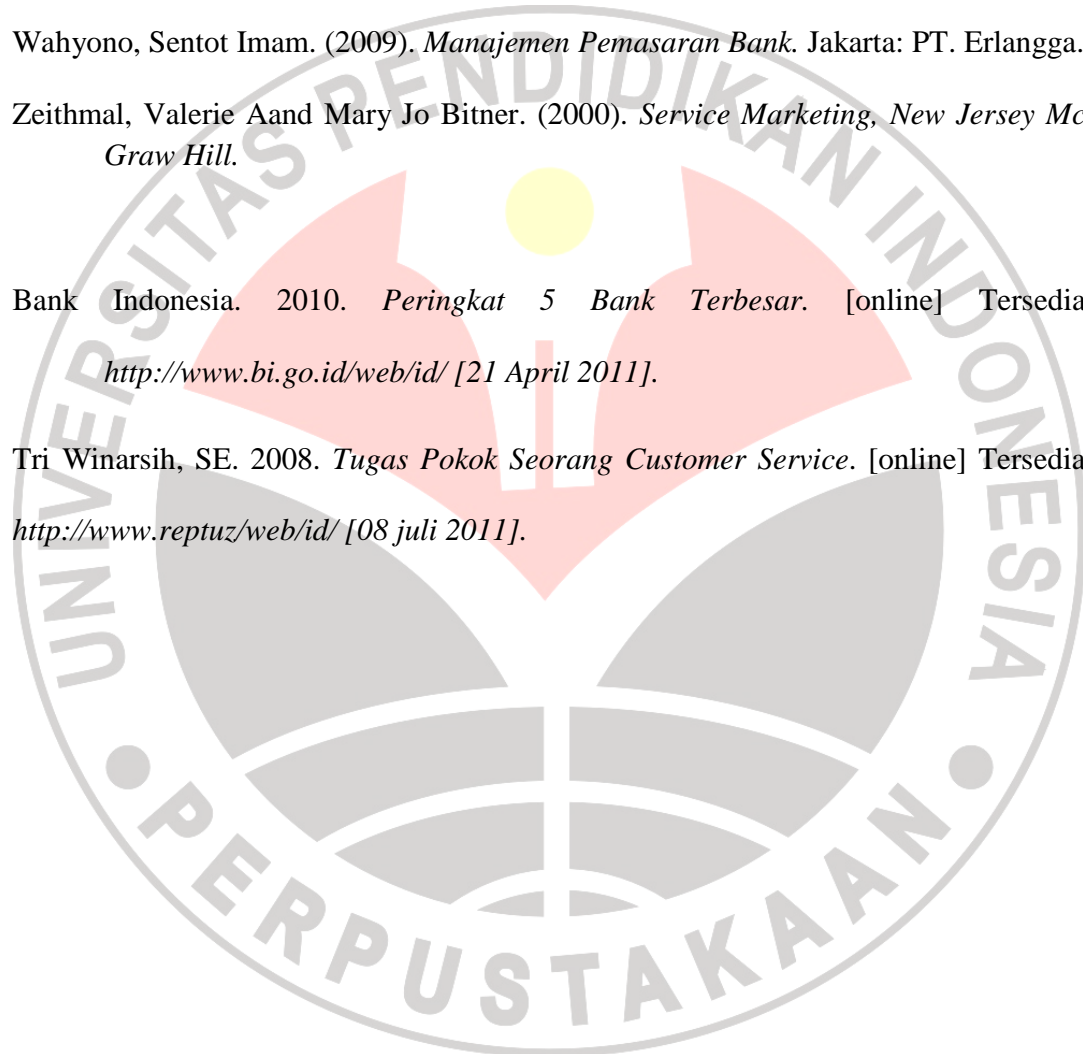 Wahyono, Sentot Imam. (2009). Manajemen Pemasaran Bank. Jakarta: PT. Erlangga.
Zeithmal, Valerie Aand Mary Jo Bitner. (2000). Service Marketing, New Jersey Mc
Graw Hill.
Bank Indonesia. 2010. Peringkat 5 Bank Terbesar. [online] Tersedia
http://www.bi.go.id/web/id/ [21 April 2011].
Tri Winarsih, SE. 2008. Tugas Pokok Seorang Customer Service. [online] Tersedia
http://www.reptuz/web/id/ [08 juli 2011].
UNIVERSITAS PENDIDIKAN INDONESIA
PERPUSTAKAAN